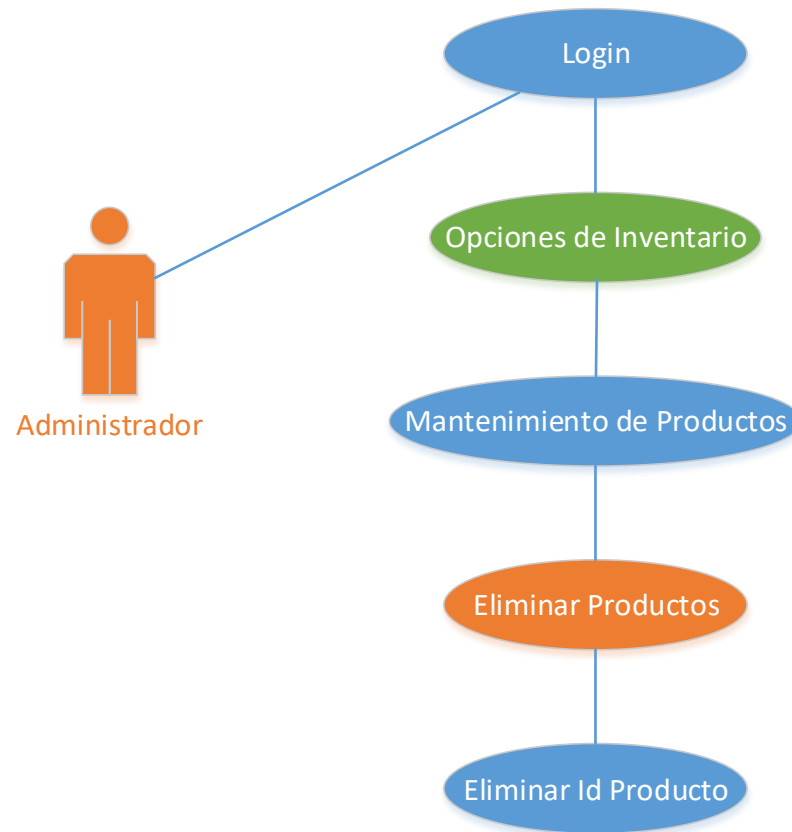 Login
Opciones de Inventario
Administrador
Mantenimiento de Productos
Eliminar Productos
Eliminar Id Producto